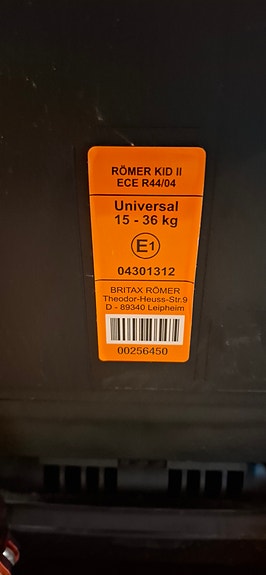 RÖMER KID II
ECE R44/04
Universal
15 - 36 kg
E1
04301312
BRITAX RÖMER
Theodor-Heuss-Str.9
D - 89340 Leipheim
00256450